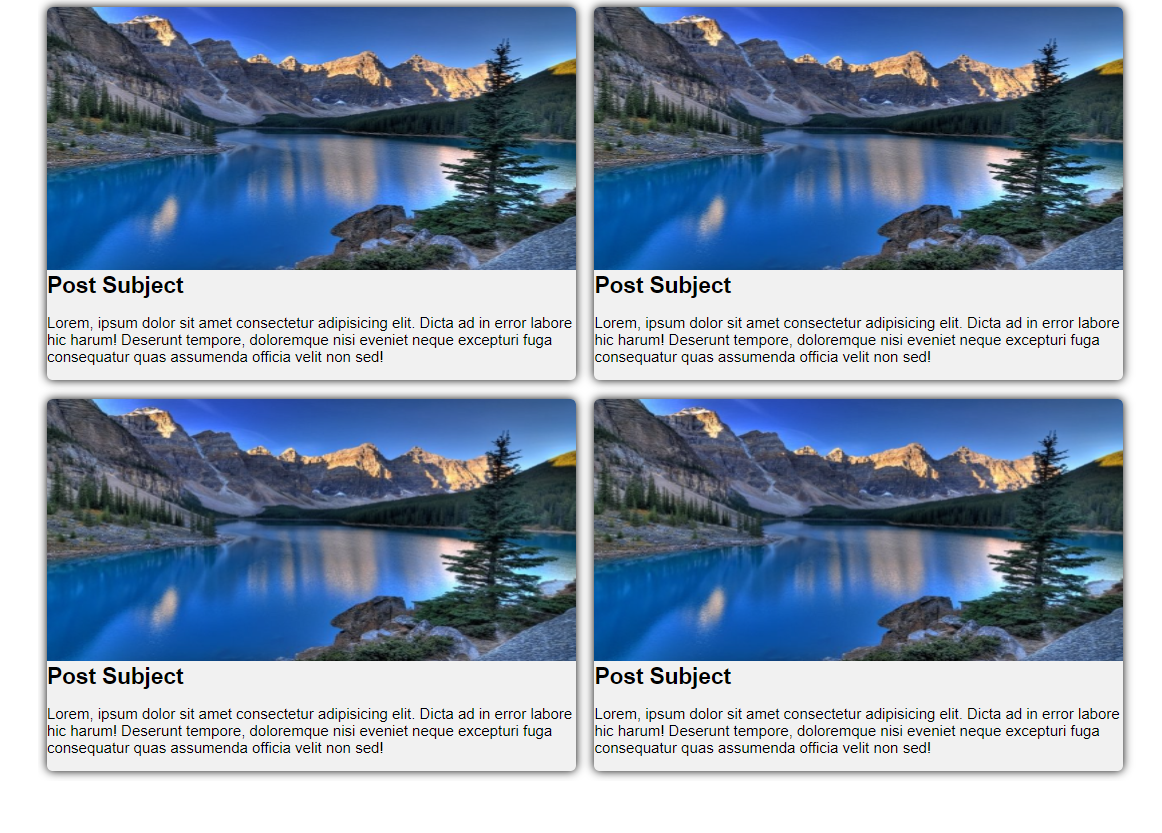 Post Subject
Lorem, ipsum dolor sit amet consectetur adipisicing elit. Dicta ad in error labore
hic harum! Deserunt tempore, doloremque nisi eveniet neque excepturi fuga
consequatur quas assumenda officia velit non sed!
Post Subject
Lorem, ipsum dolor sit amet consectetur adipisicing elit. Dicta ad in error labore
hic harum! Deserunt tempore, doloremque nisi eveniet neque excepturi fuga
consequatur quas assumenda officia velit non sed!
Post Subject
Lorem, ipsum dolor sit amet consectetur adipisicing elit. Dicta ad in error labore
hic harum! Deserunt tempore, doloremque nisi eveniet neque excepturi fuga
consequatur quas assumenda officia velit non sed!
Post Subject
Lorem, ipsum dolor sit amet consectetur adipisicing elit. Dicta ad in error labore
hic harum! Deserunt tempore, doloremque nisi eveniet neque excepturi fuga
consequatur quas assumenda officia velit non sed!